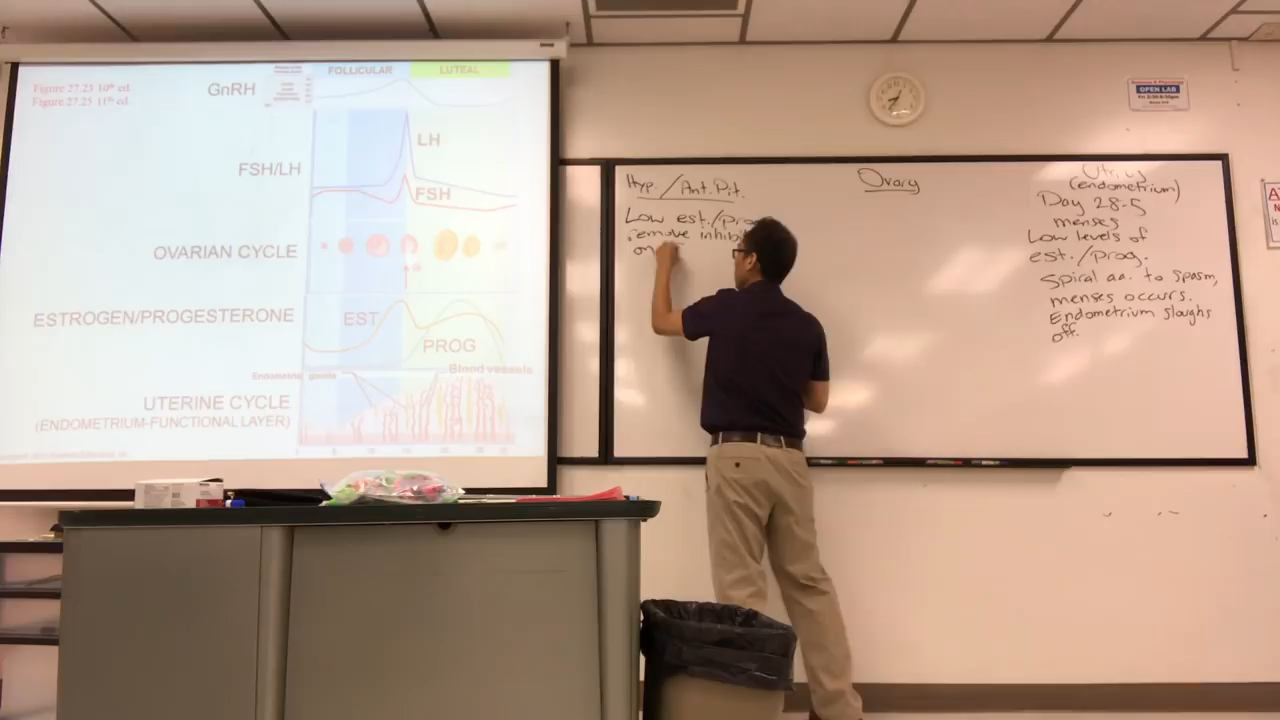 Figure 27.23 10th ed.
Figure 27.25 11th ed.
GnRH
FOLLICULAR
LUTEAL
LH
FSH/LH
FSH
OVARIAN CYCLE
ESTROGEN/PROGESTERONE
EST
PROG
Endometrial glands
Blood vessels
UTERINE CYCLE
(ENDOMETRIUM-FUNCTIONAL LAYER)
Hyp. / Ant. Pit.
Low est./prog
remove inhibi
on
Ovary
(endometrium)
Day 28-5
menses
Low levels of
est./prog.
Spiral aa. to spasm,
menses occurs.
Endometrium sloughs
off.
OPEN LAB